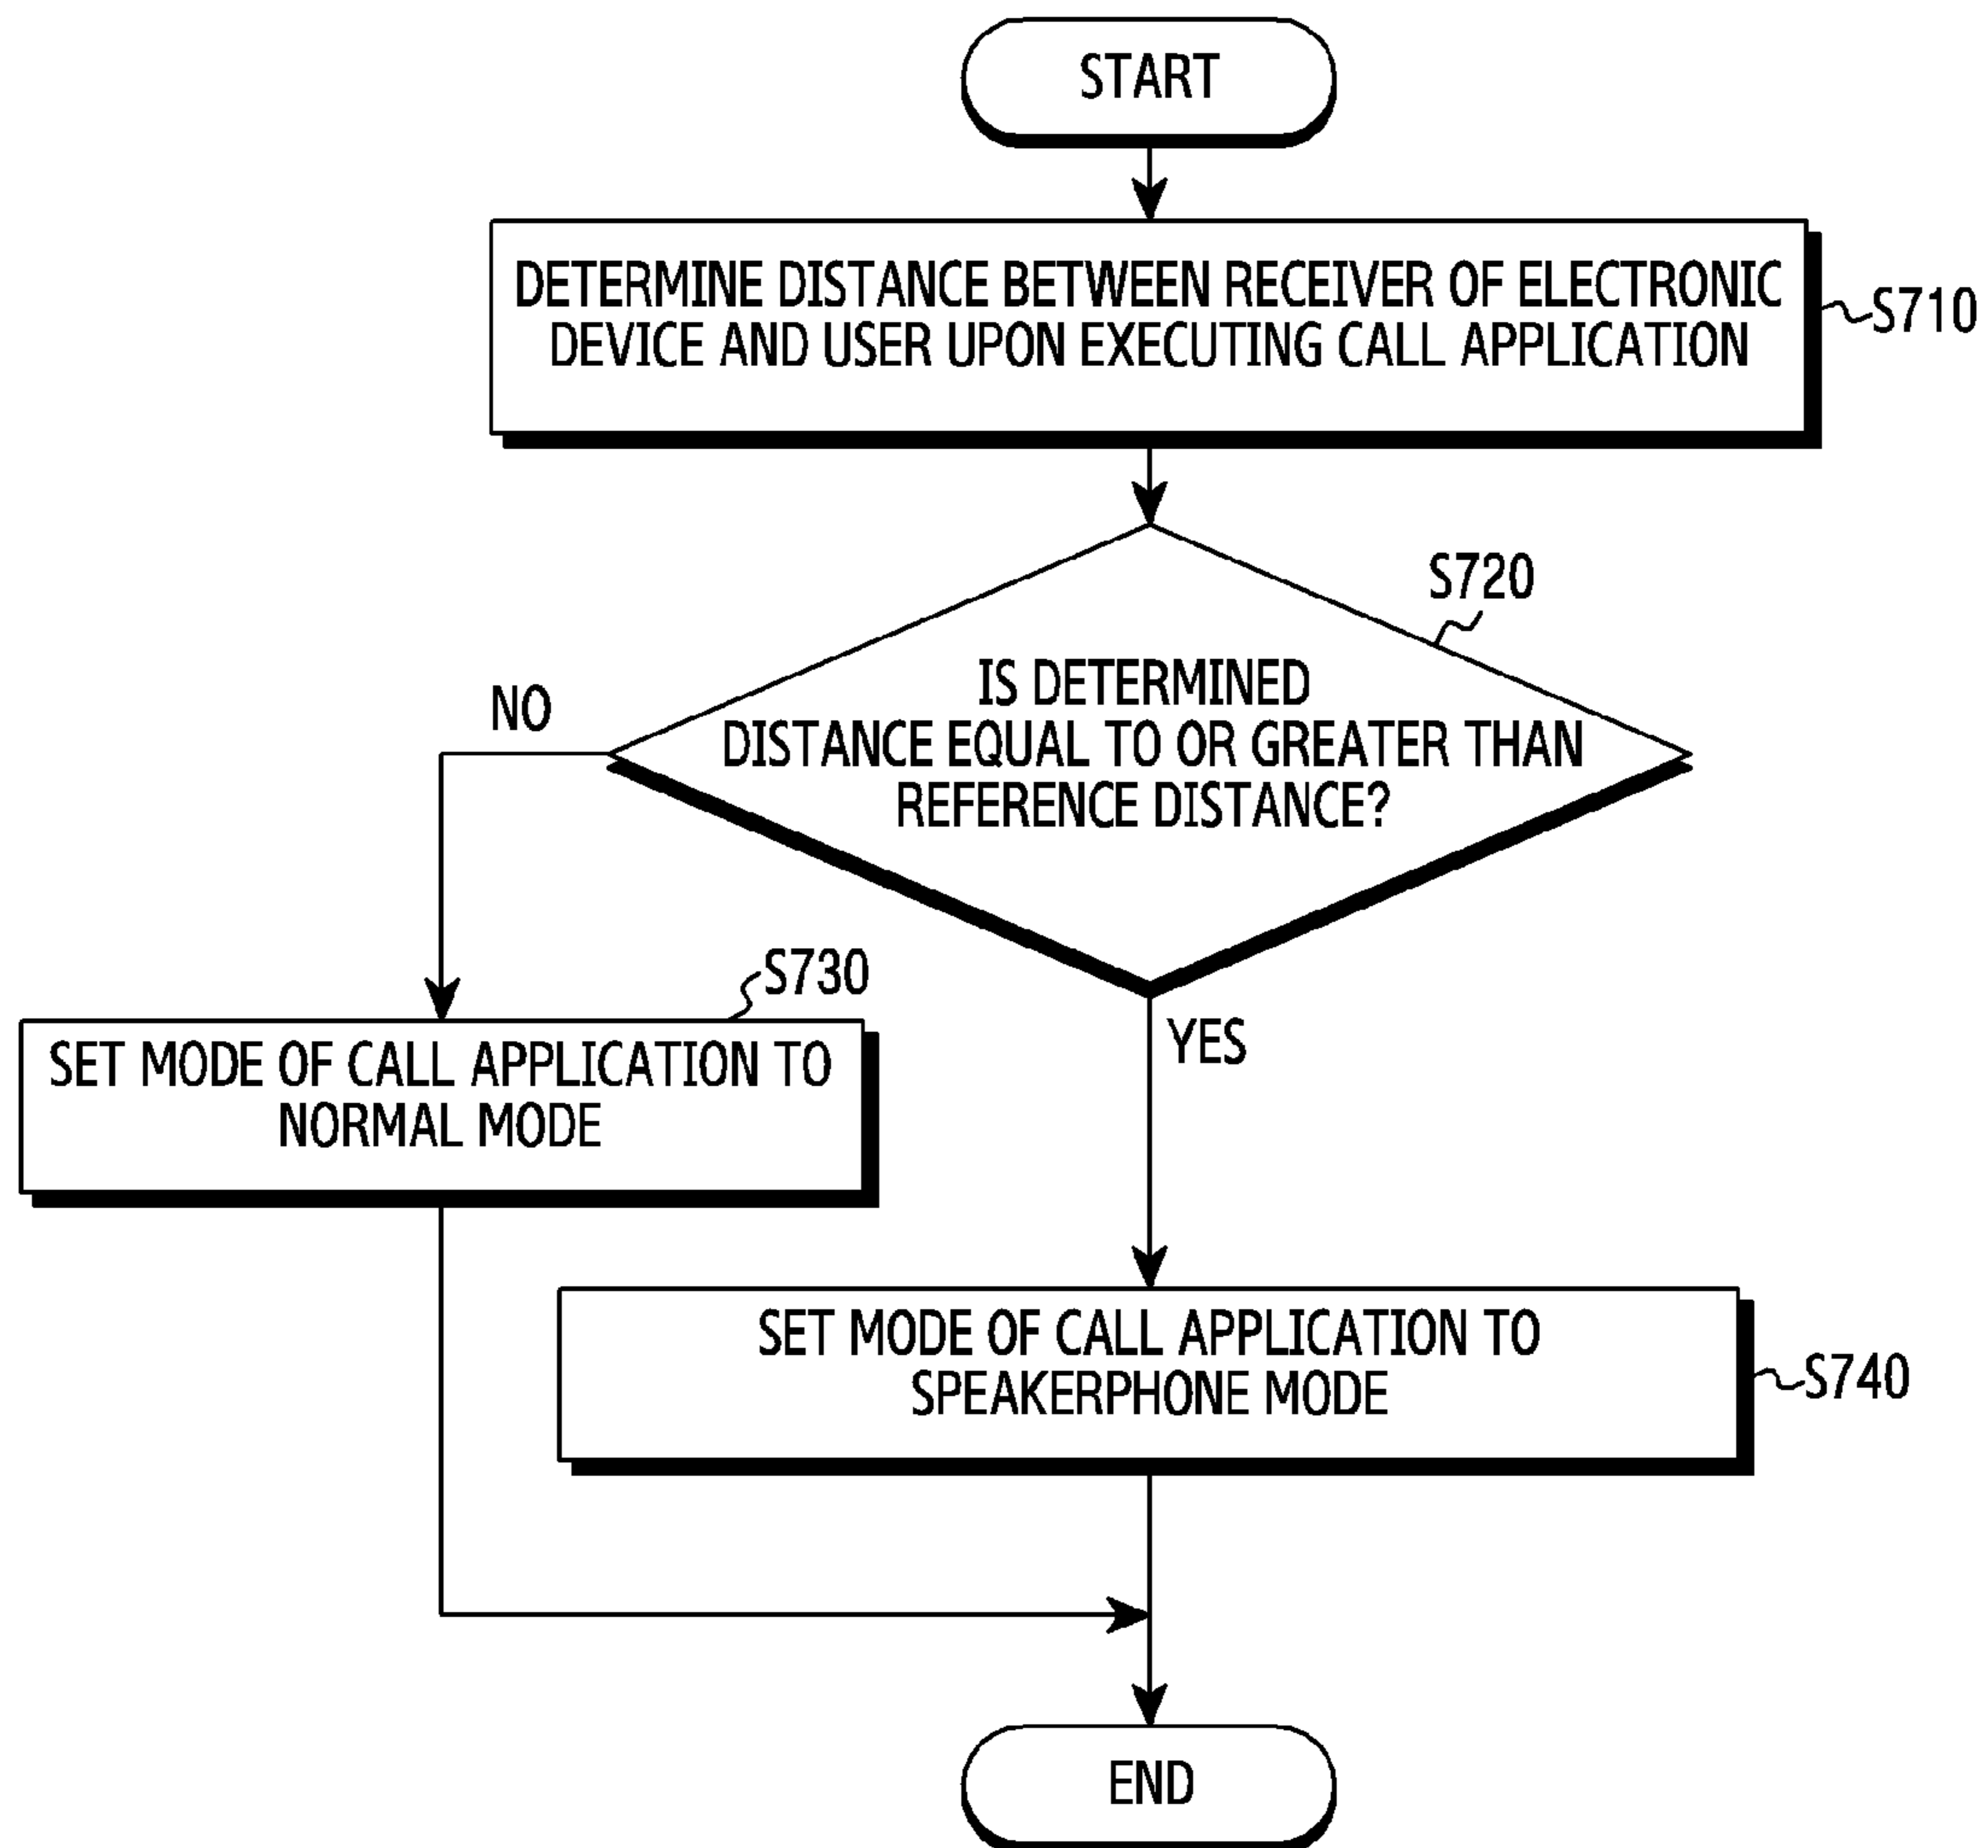 START
DETERMINE DISTANCE BETWEEN RECEIVER OF ELECTRONIC
DEVICE AND USER UPON EXECUTING CALL APPLICATION
S710
S720
IS DETERMINED
DISTANCE EQUAL TO OR GREATER THAN
REFERENCE DISTANCE?
NO
YES
S730
SET MODE OF CALL APPLICATION TO
NORMAL MODE
SET MODE OF CALL APPLICATION TO
SPEAKERPHONE MODE
S740
END